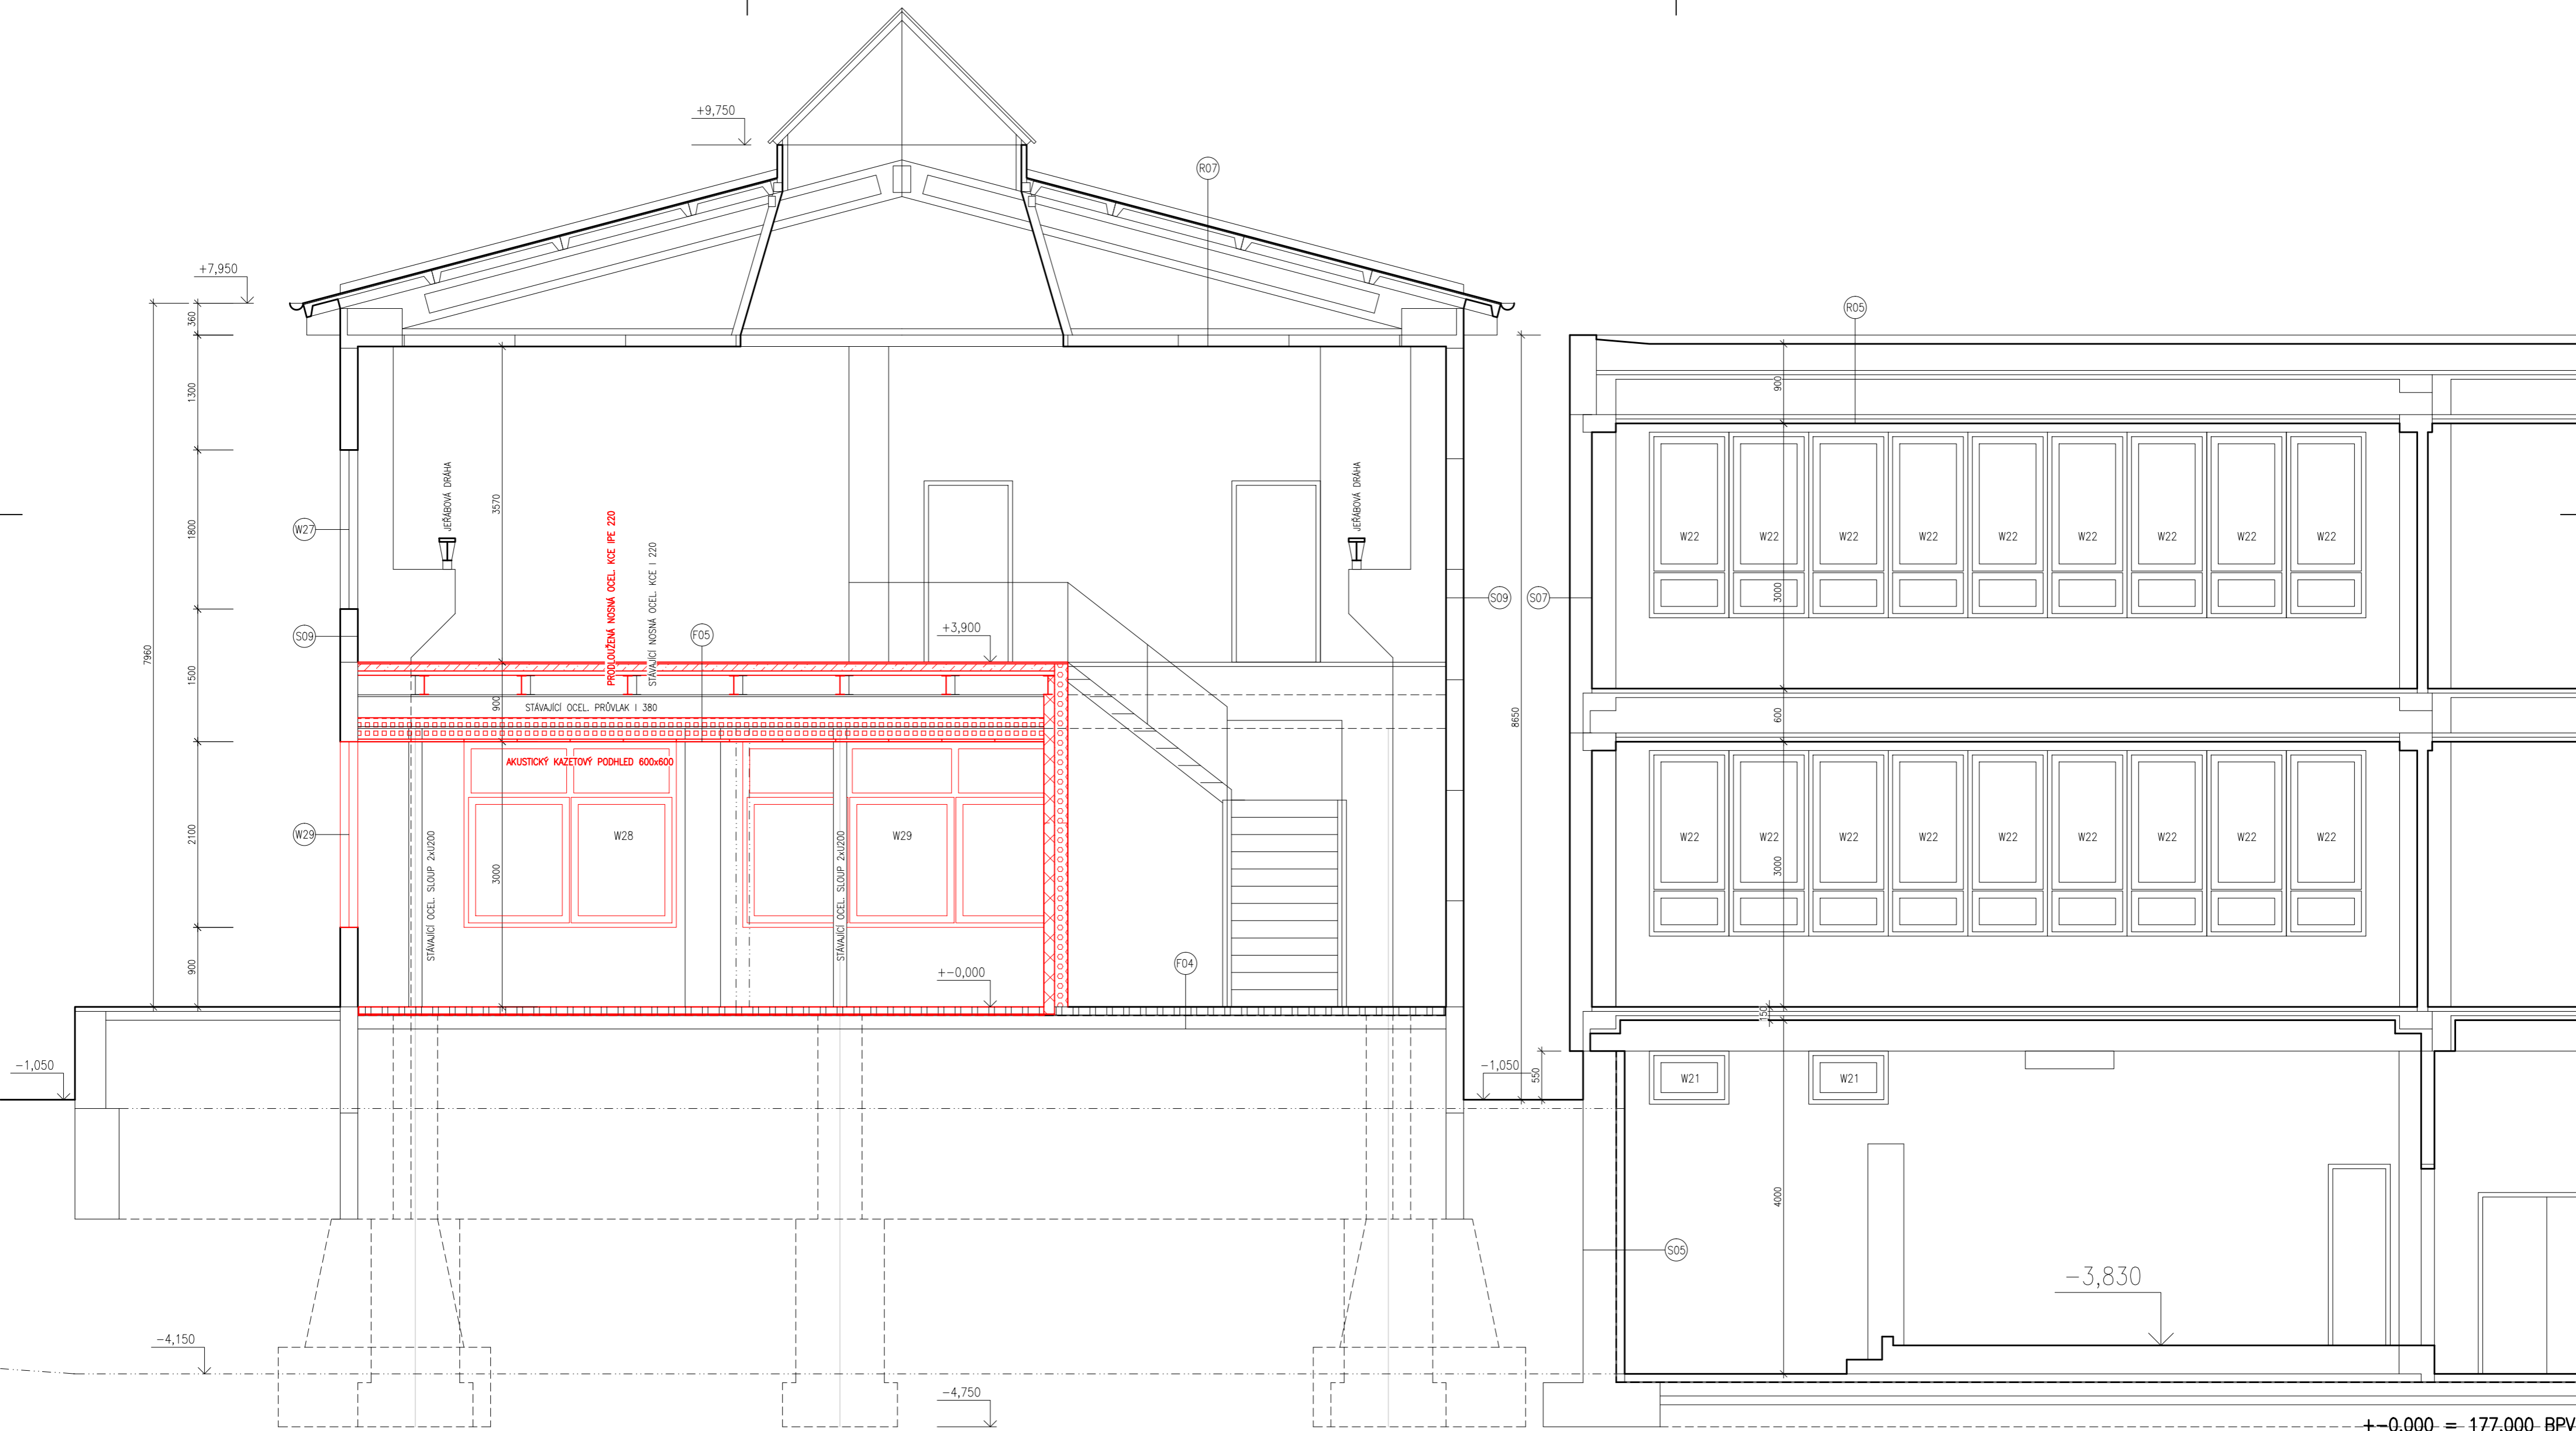 +9,750
R07
+7,950
R05
360
1300
1800
1500
2100
900
7960
W27
S09
W29
JEŘÁBOVÁ DRÁHA
3570
PRODLOUŽENÁ NOSNÁ OCEL. KCE IPE 220
STÁVAJÍCÍ NOSNÁ OCEL. KCE I 220
F05
+3,900
JEŘÁBOVÁ DRÁHA
S09
S07
8650
900
STÁVAJÍCÍ OCEL. PRŮVLAK I 380
AKUSTICKÝ KAZETOVÝ PODHLED 600x600
STÁVAJÍCÍ OCEL. SLOUP 2xU200
3000
W28
STÁVAJÍCÍ OCEL. SLOUP 2xU200
W29
+-0,000
F04
900
W22 W22 W22 W22 W22 W22 W22 W22 W22
3000
600
W22 W22 W22 W22 W22 W22 W22 W22 W22
3000
150
-1,050
-1,050
550
W21 W21
4000
S05
-3,830
-4,150
-4,750
+-0,000 = 177,000 BPV